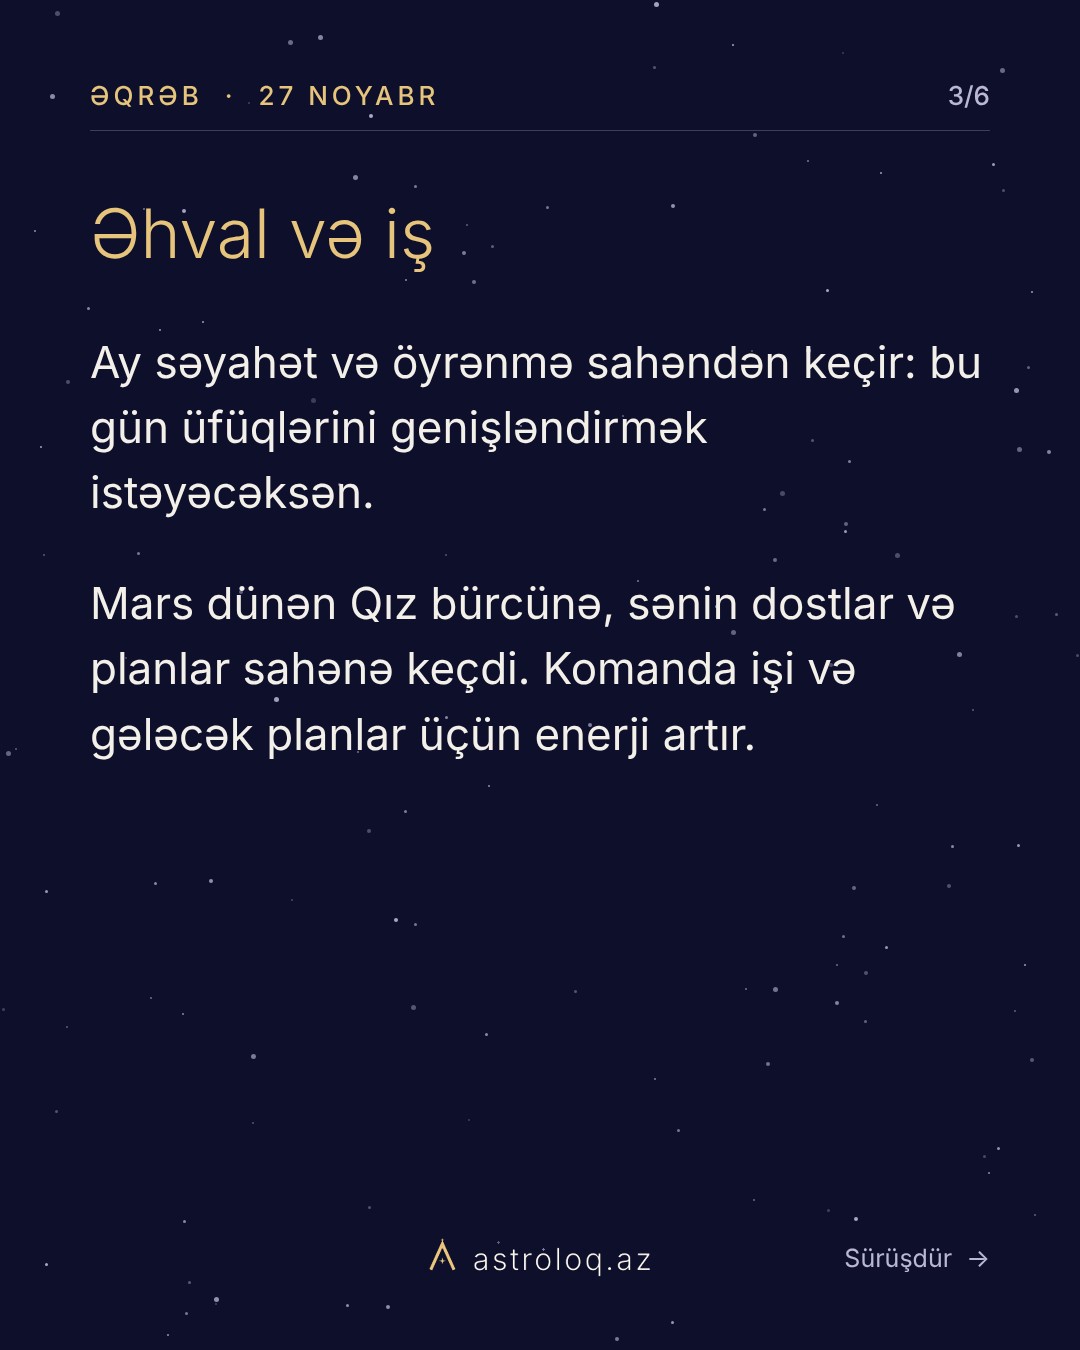 ƏQRƏB · 27 NOYABR
3/6
Əhval və iş
Ay səyahət və öyrənmə sahəndən keçir: bu
gün üfüqlərini genişləndirmək
istəyəcəksən.
Mars dünən Qız bürcünə, sənin dostlar və
planlar sahənə keçdi. Komanda işi və
gələcək planlar üçün enerji artır.
astroloq.az
Sürüşdür →